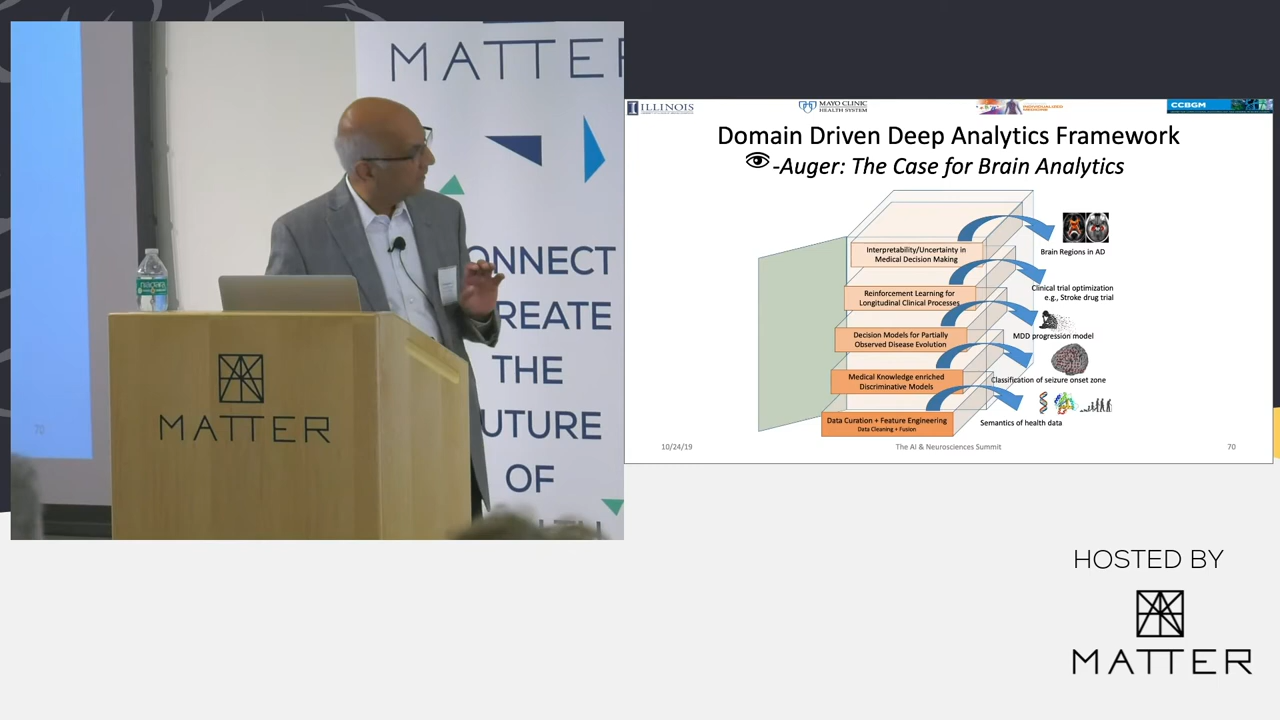 MATTER
CONNECT
CREATE
THE
FUTURE
OF
niagara
MATTER
70
ILLINOIS
MAYO CLINIC
HEALTH SYSTEM
CCBGM
Domain Driven Deep Analytics Framework
-Auger: The Case for Brain Analytics
Interpretability/Uncertainty in
Medical Decision Making
Brain Regions in AD
Reinforcement Learning for
Longitudinal Clinical Processes
Clinical trial optimization
e.g., Stroke drug trial
Decision Models for Partially
Observed Disease Evolution
MDD progression model
Medical Knowledge enriched
Discriminative Models
Classification of seizure onset zone
Data Curation + Feature Engineering
Data Cleaning + Fusion
Semantics of health data
10/24/19
The AI & Neurosciences Summit
70
HOSTED BY
MATTER